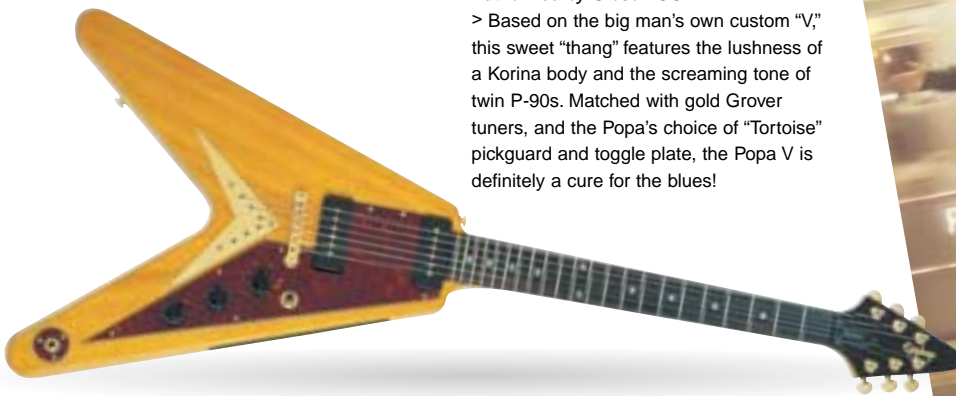 > Based on the big man's own custom “V,”
this sweet “thang” features the lushness of
a Korina body and the screaming tone of
twin P-90s. Matched with gold Grover
tuners, and the Popa's choice of “Tortoise”
pickguard and toggle plate, the Popa V is
definitely a cure for the blues!